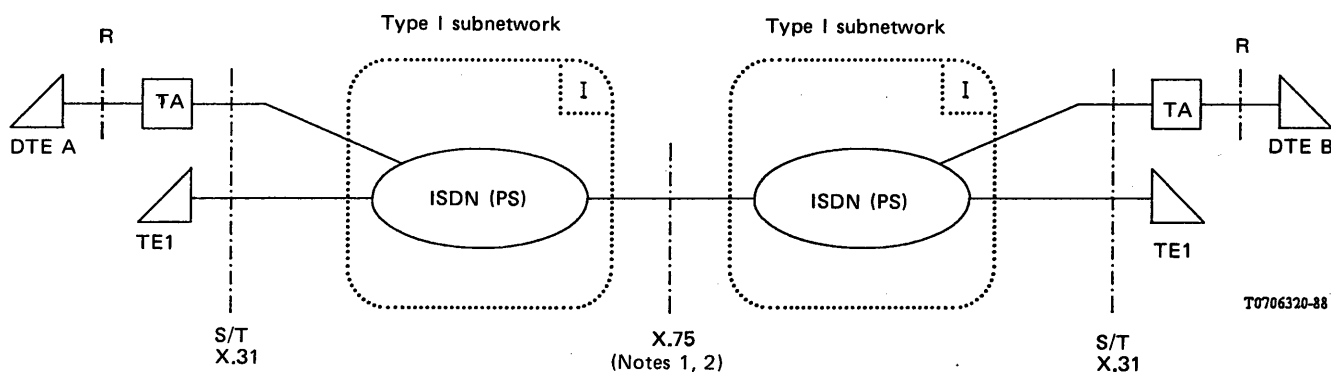 Type I subnetwork
Type I subnetwork
R
R
I
I
TA
TA
DTE A
DTE B
ISDN (PS)
ISDN (PS)
TE1
TE1
T0706320-88
S/T
X.31
X.75
(Notes 1, 2)
S/T
X.31